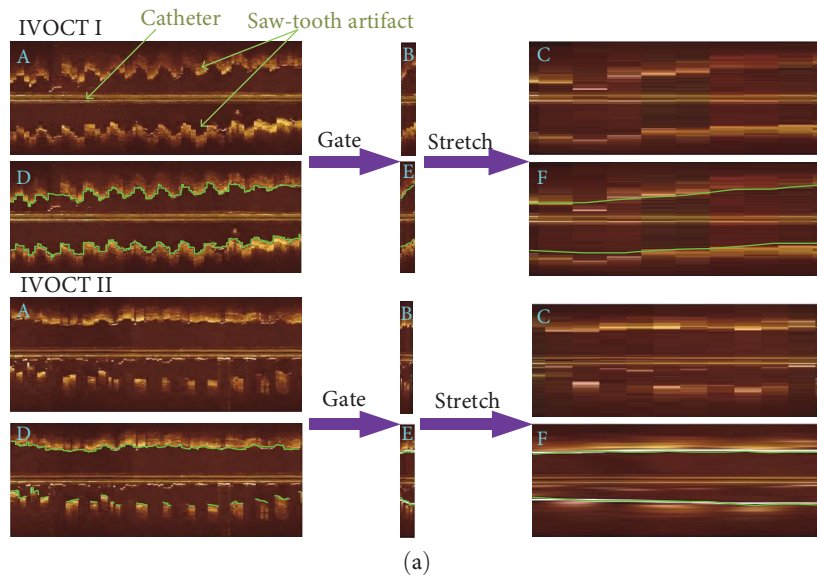 IVOCT I
Catheter
Saw-tooth artifact
A
B
C
Gate
Stretch
D
E
F
IVOCT II
A
B
C
Gate
Stretch
D
E
F
(a)